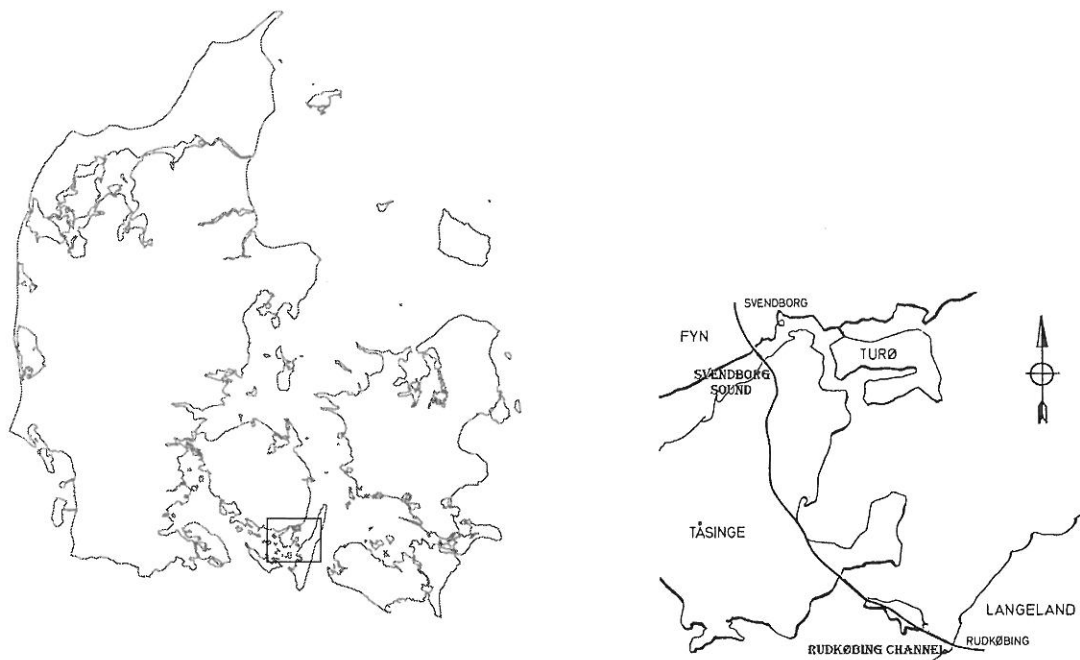 SVENDBORG
FYN
TURØ
SVENDBORG
SOUND
TÅSINGE
LANGELAND
RUDKØBING
RUDKØBING CHANNEL